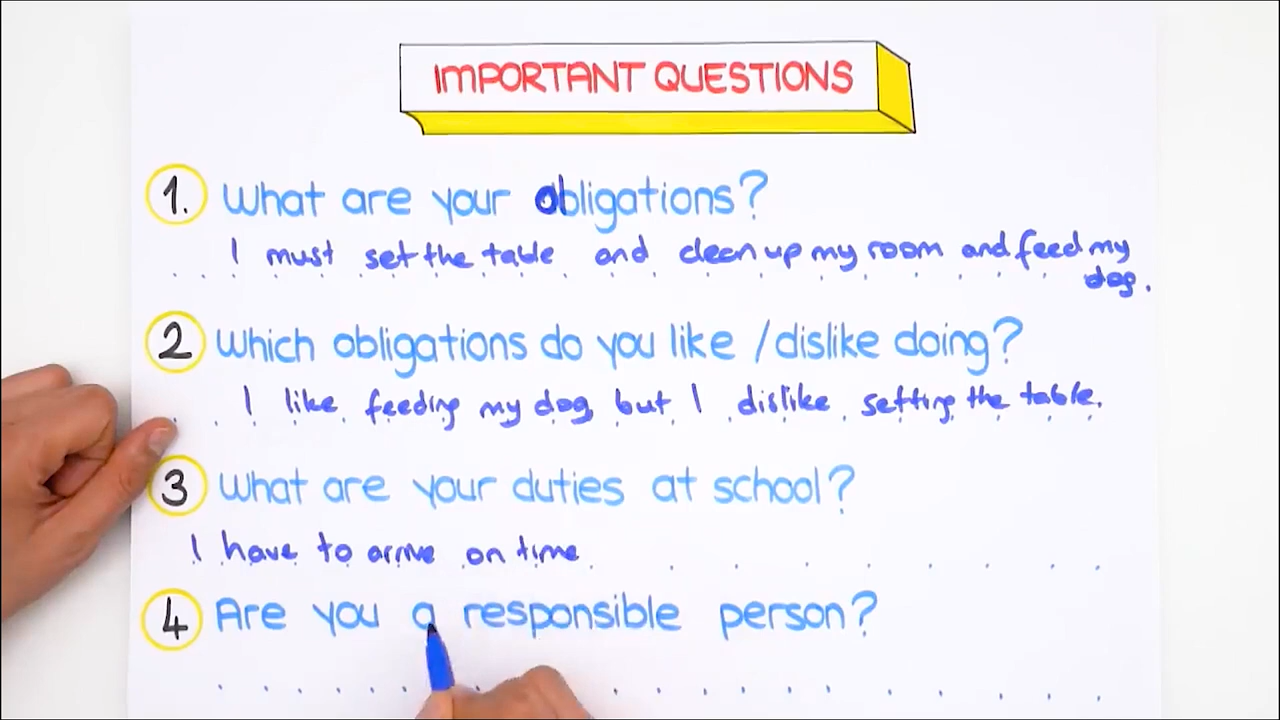 IMPORTANT QUESTIONS
1. What are your obligations?
I must set the table and clean up my room and feed my
dog.
2 Which obligations do you like / dislike doing?
I like feeding my dog but I dislike setting the table.
3 What are your duties at school?
I have to arrive on time
4 Are you a responsible person?